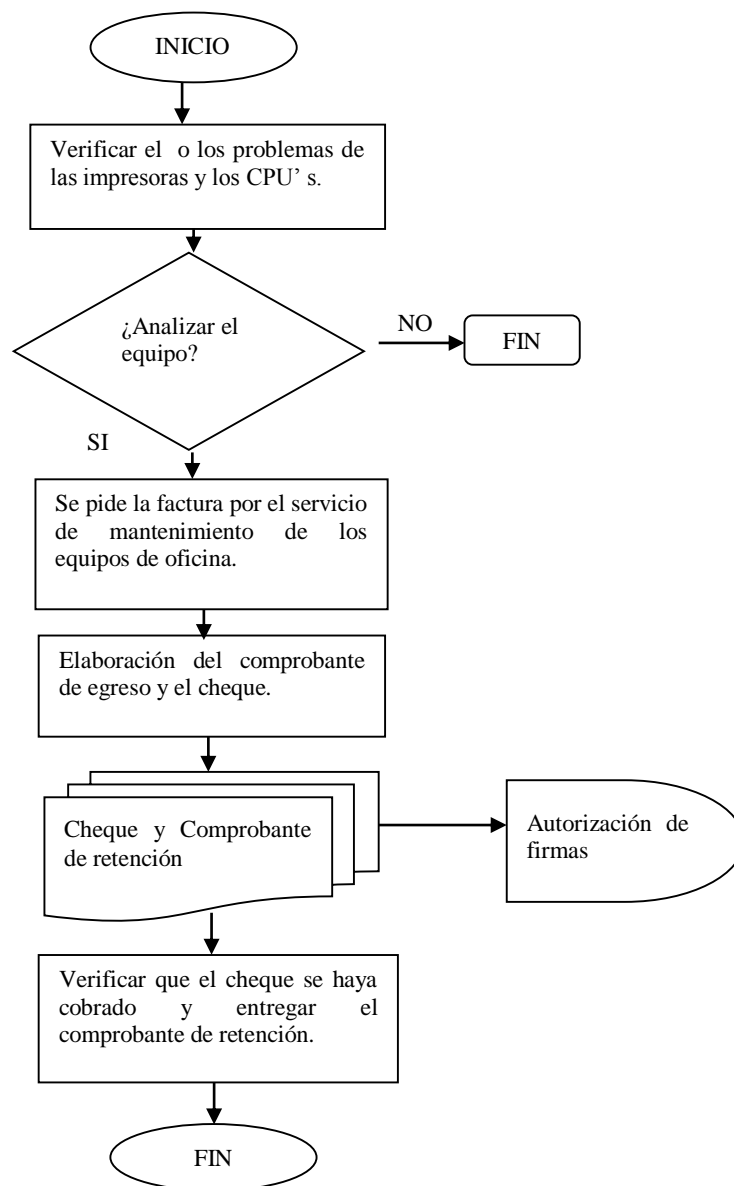 INICIO
Verificar el o los problemas de
las impresoras y los CPU’ s.
¿Analizar el
equipo?
NO
FIN
SI
Se pide la factura por el servicio
de mantenimiento de los
equipos de oficina.
Elaboración del comprobante
de egreso y el cheque.
Cheque y Comprobante
de retención
Autorización de
firmas
Verificar que el cheque se haya
cobrado y entregar el
comprobante de retención.
FIN